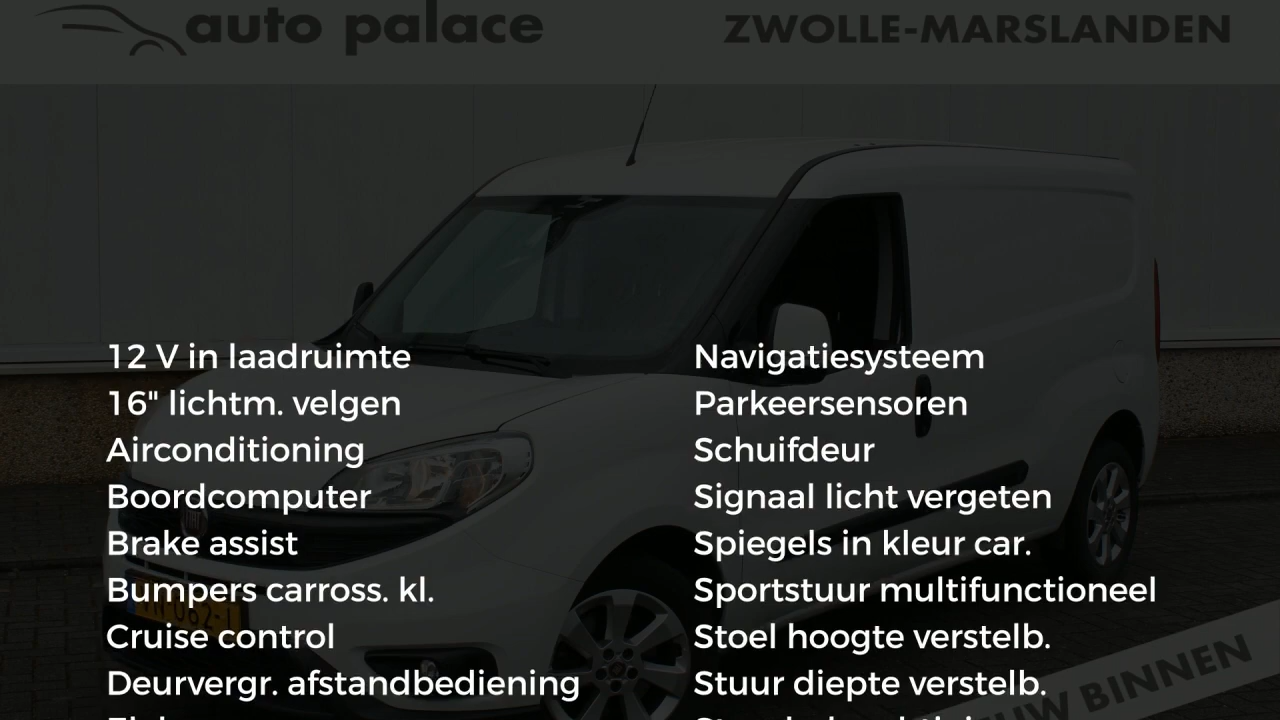 auto palace
ZWOLLE-MARSLANDEN
12 V in laadruimte
16" lichtm. velgen
Airconditioning
Boordcomputer
Brake assist
Bumpers carross. kl.
Cruise control
Deurvergr. afstandbediening
Navigatiesysteem
Parkeersensoren
Schuifdeur
Signaal licht vergeten
Spiegels in kleur car.
Sportstuur multifunctioneel
Stoel hoogte verstelb.
Stuur diepte verstelb.
BINNEN